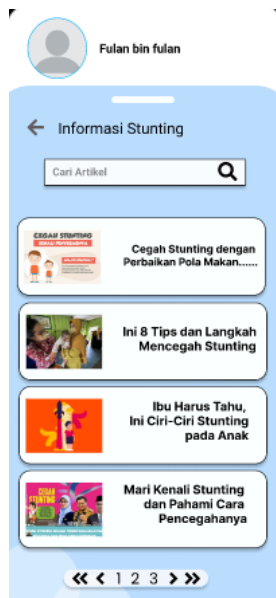 Fulan bin fulan
Informasi Stunting
Cari Artikel
CEGAH STUNTING
Cegah Stunting dengan
Perbaikan Pola Makan......
Ini 8 Tips dan Langkah
Mencegah Stunting
Ibu Harus Tahu,
Ini Ciri-Ciri Stunting
pada Anak
CEGAH
STUNTING
Mari Kenali Stunting
dan Pahami Cara
Pencegahanya
1 2 3